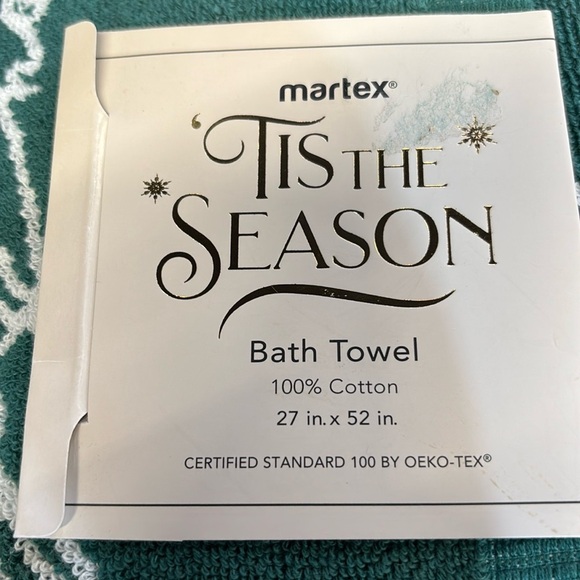 martex®
'TIS THE
SEASON
Bath Towel
100% Cotton
27 in. x 52 in.
CERTIFIED STANDARD 100 BY OEKO-TEX®